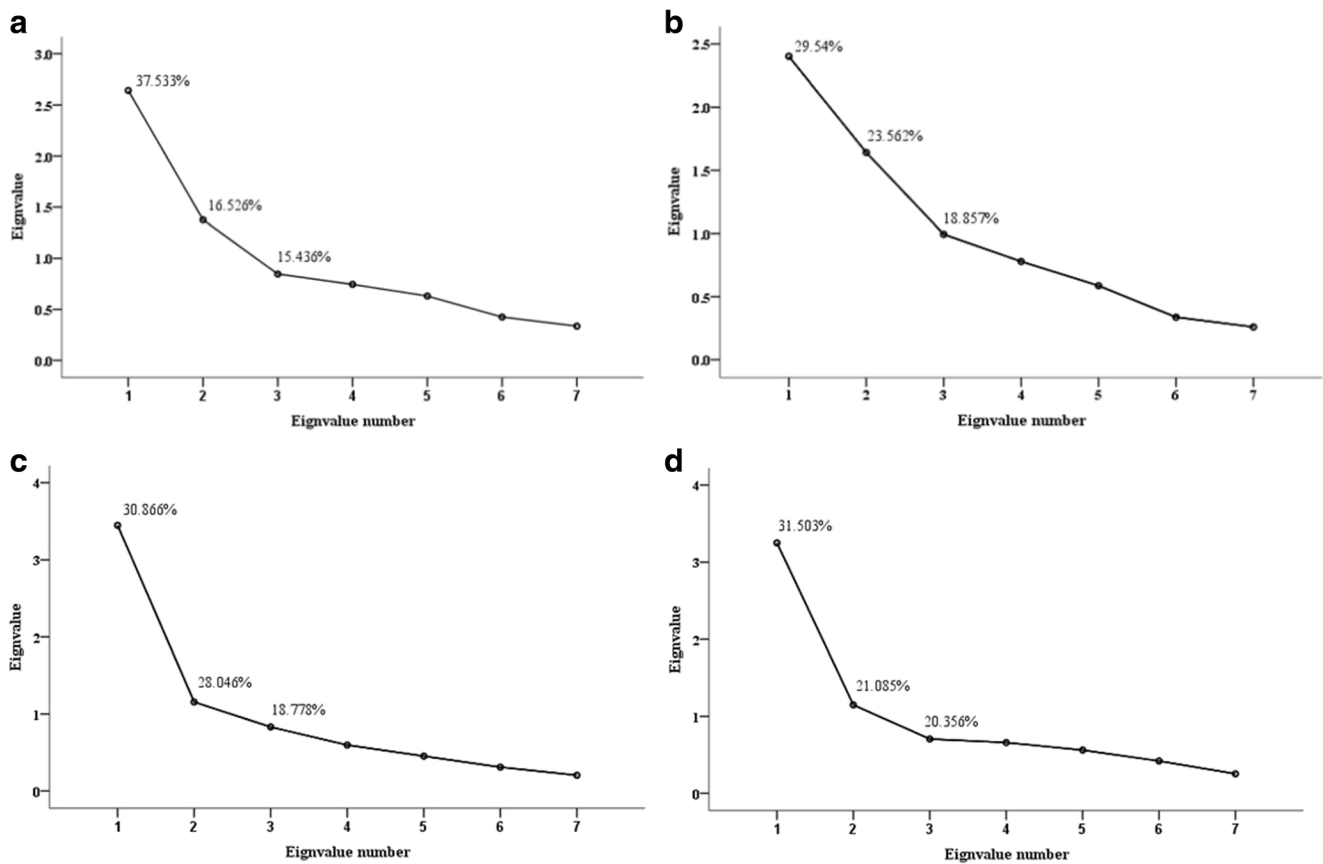 a
3.0
2.5
2.0
1.5
1.0
0.5
0.0
Eignvalue
37.533%
16.526%
15.436%
1 2 3 4 5 6 7
Eignvalue number
b
2.5
2.0
1.5
1.0
0.5
0.0
Eignvalue
29.54%
23.562%
18.857%
1 2 3 4 5 6 7
Eignvalue number
c
4
3
2
1
0
Eignvalue
30.866%
28.046%
18.778%
1 2 3 4 5 6 7
Eignvalue number
d
4
3
2
1
0
Eignvalue
31.503%
21.085%
20.356%
1 2 3 4 5 6 7
Eignvalue number